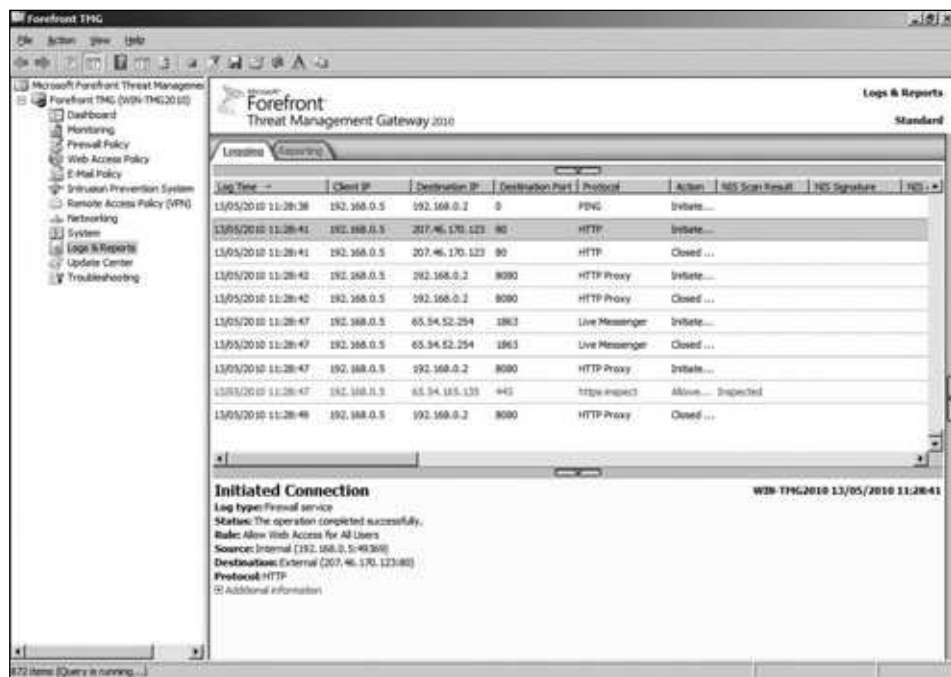 Forefront TMG
File Action View Help
Microsoft Forefront Threat Managemen
Forefront TMG (WIN-TMG2010)
Dashboard
Monitoring
Firewall Policy
Web Access Policy
E-Mail Policy
Intrusion Prevention System
Remote Access Policy (VPN)
Networking
System
Logs & Reports
Update Center
Troubleshooting
Microsoft
Forefront
Threat Management Gateway 2010
Logs & Reports
Standard
Logging Reporting
Log Time Client IP Destination IP Destination Port Protocol Action NIS Scan Result NIS Signature NIS
13/05/2010 11:28:38 192.168.0.5 192.168.0.2 0 PING Initiate...
13/05/2010 11:28:41 192.168.0.5 207.46.170.123 80 HTTP Initiate...
13/05/2010 11:28:41 192.168.0.5 207.46.170.123 80 HTTP Closed ...
13/05/2010 11:28:42 192.168.0.5 192.168.0.2 8080 HTTP Proxy Initiate...
13/05/2010 11:28:42 192.168.0.5 192.168.0.2 8080 HTTP Proxy Closed ...
13/05/2010 11:28:47 192.168.0.5 65.54.52.254 1863 Live Messenger Initiate...
13/05/2010 11:28:47 192.168.0.5 65.54.52.254 1863 Live Messenger Closed ...
13/05/2010 11:28:47 192.168.0.5 192.168.0.2 8080 HTTP Proxy Initiate...
13/05/2010 11:28:47 192.168.0.5 65.54.165.135 443 https-inspect Allowe... Inspected
13/05/2010 11:28:49 192.168.0.5 192.168.0.2 8080 HTTP Proxy Closed ...
Initiated Connection WIN-TMG2010 13/05/2010 11:28:41
Log type: Firewall service
Status: The operation completed successfully.
Rule: Allow Web Access for All Users
Source: Internal (192.168.0.5:49369)
Destination: External (207.46.170.123:80)
Protocol: HTTP
Additional information
872 items (Query is running...)